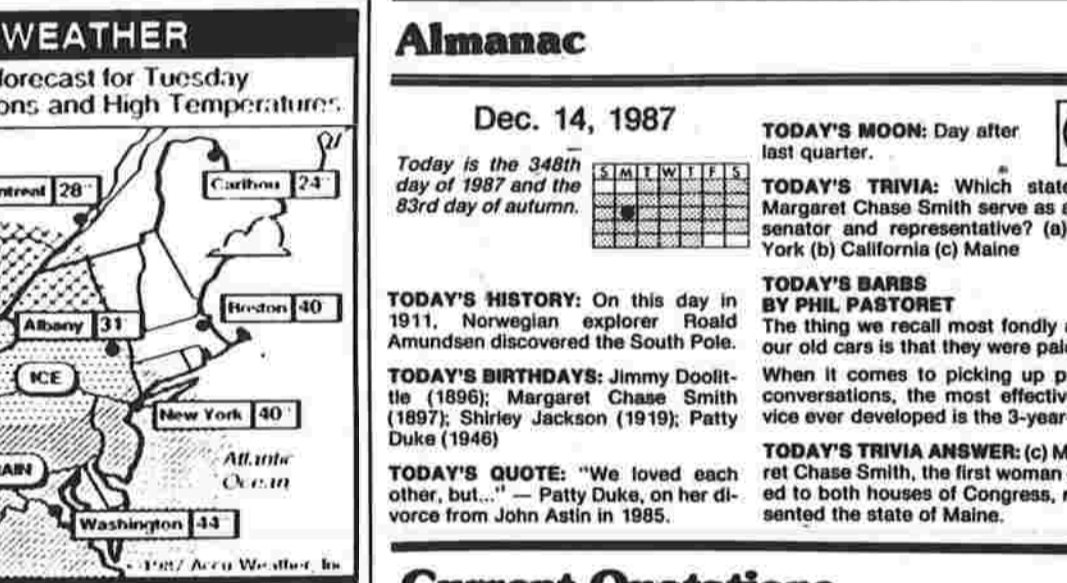 WEATHER
forecast for Tuesday
ons and High Temperatures
ntreal 28°
Caribou 24°
Boston 40
Albany 31
ICE
New York 40°
AIN
Atlantic
Ocean
Washington 44°
©1987 Accu-Weather, Inc
Almanac
Dec. 14, 1987
Today is the 348th
day of 1987 and the
83rd day of autumn.
S M T W T F S
TODAY'S HISTORY: On this day in
1911, Norwegian explorer Roald
Amundsen discovered the South Pole.
TODAY'S BIRTHDAYS: Jimmy Doolit-
tle (1896); Margaret Chase Smith
(1897); Shirley Jackson (1919); Patty
Duke (1946)
TODAY'S QUOTE: "We loved each
other, but..." — Patty Duke, on her di-
vorce from John Astin in 1985.
TODAY'S MOON: Day after
last quarter.
TODAY'S TRIVIA: Which state
Margaret Chase Smith serve as a
senator and representative? (a)
York (b) California (c) Maine
TODAY'S BARBS
BY PHIL PASTORET
The thing we recall most fondly a
our old cars is that they were paid
When it comes to picking up p
conversations, the most effectiv
vice ever developed is the 3-year
TODAY'S TRIVIA ANSWER: (c) M
ret Chase Smith, the first woman
ed to both houses of Congress, r
sented the state of Maine.
Current Quotations